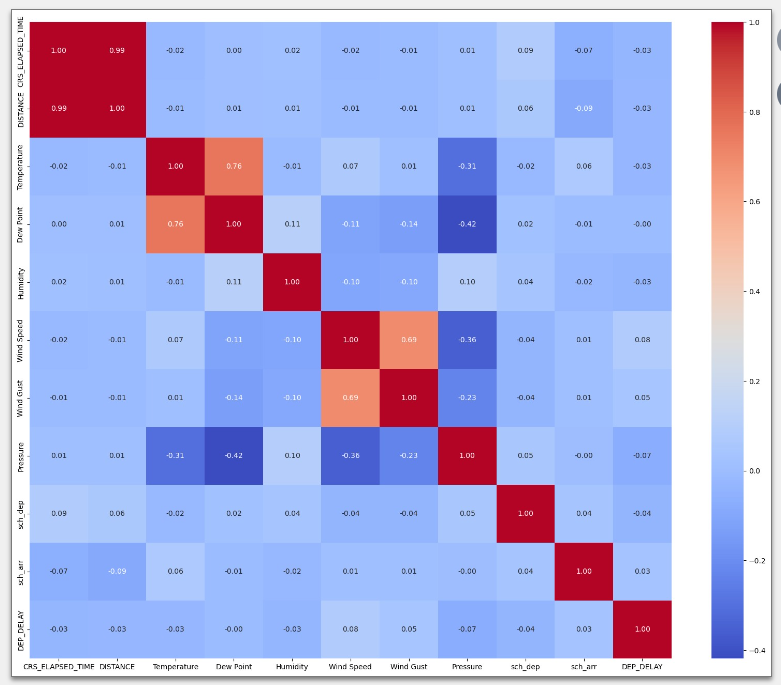 CRS_ELAPSED_TIME 1.00 0.99 -0.02 0.00 0.02 -0.02 -0.01 0.01 0.09 -0.07 -0.03
DISTANCE 0.99 1.00 -0.01 0.01 0.01 -0.01 -0.01 0.01 0.06 -0.09 -0.03
Temperature -0.02 -0.01 1.00 0.76 -0.01 0.07 0.01 -0.31 -0.02 0.06 -0.03
Dew Point 0.00 0.01 0.76 1.00 0.11 -0.11 -0.14 -0.42 0.02 -0.01 -0.00
Humidity 0.02 0.01 -0.01 0.11 1.00 -0.10 -0.10 0.10 0.04 -0.02 -0.03
Wind Speed -0.02 -0.01 0.07 -0.11 -0.10 1.00 0.69 -0.36 -0.04 0.01 0.08
Wind Gust -0.01 -0.01 0.01 -0.14 -0.10 0.69 1.00 -0.23 -0.04 0.01 0.05
Pressure 0.01 0.01 -0.31 -0.42 0.10 -0.36 -0.23 1.00 0.05 -0.00 -0.07
sch_dep 0.09 0.06 -0.02 0.02 0.04 -0.04 -0.04 0.05 1.00 0.04 -0.04
sch_arr -0.07 -0.09 0.06 -0.01 -0.02 0.01 0.01 -0.00 0.04 1.00 0.03
DEP_DELAY -0.03 -0.03 -0.03 -0.00 -0.03 0.08 0.05 -0.07 -0.04 0.03 1.00
CRS_ELAPSED_TIME DISTANCE Temperature Dew Point Humidity Wind Speed Wind Gust Pressure sch_dep sch_arr DEP_DELAY
1.0
0.8
0.6
0.4
0.2
0.0
−0.2
−0.4